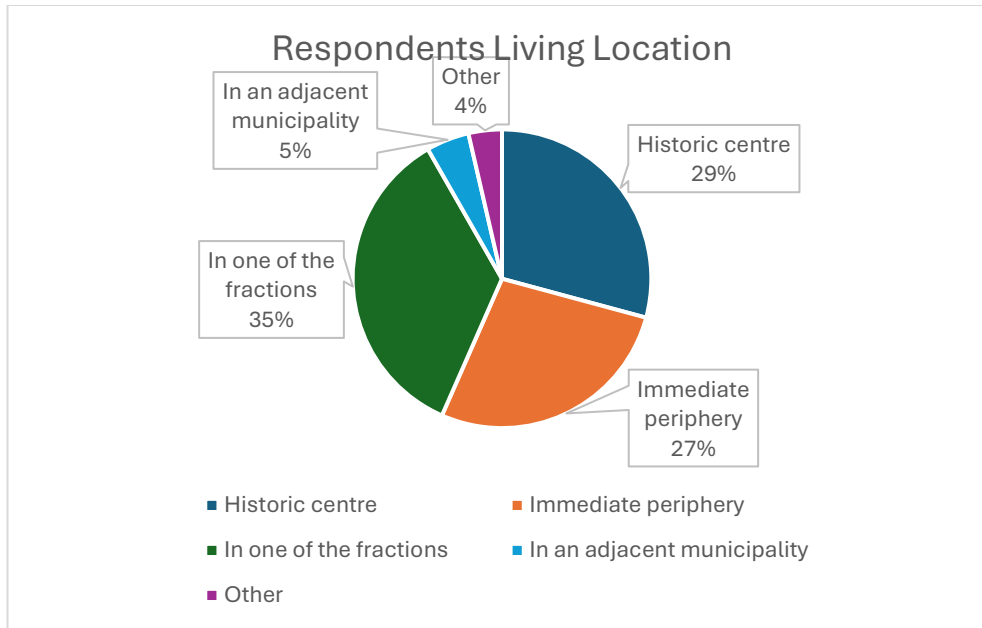 Respondents Living Location
Other
4%
In an adjacent
municipality
5%
Historic centre
29%
In one of the
fractions
35%
Immediate
periphery
27%
Historic centre
Immediate periphery
In one of the fractions
In an adjacent municipality
Other